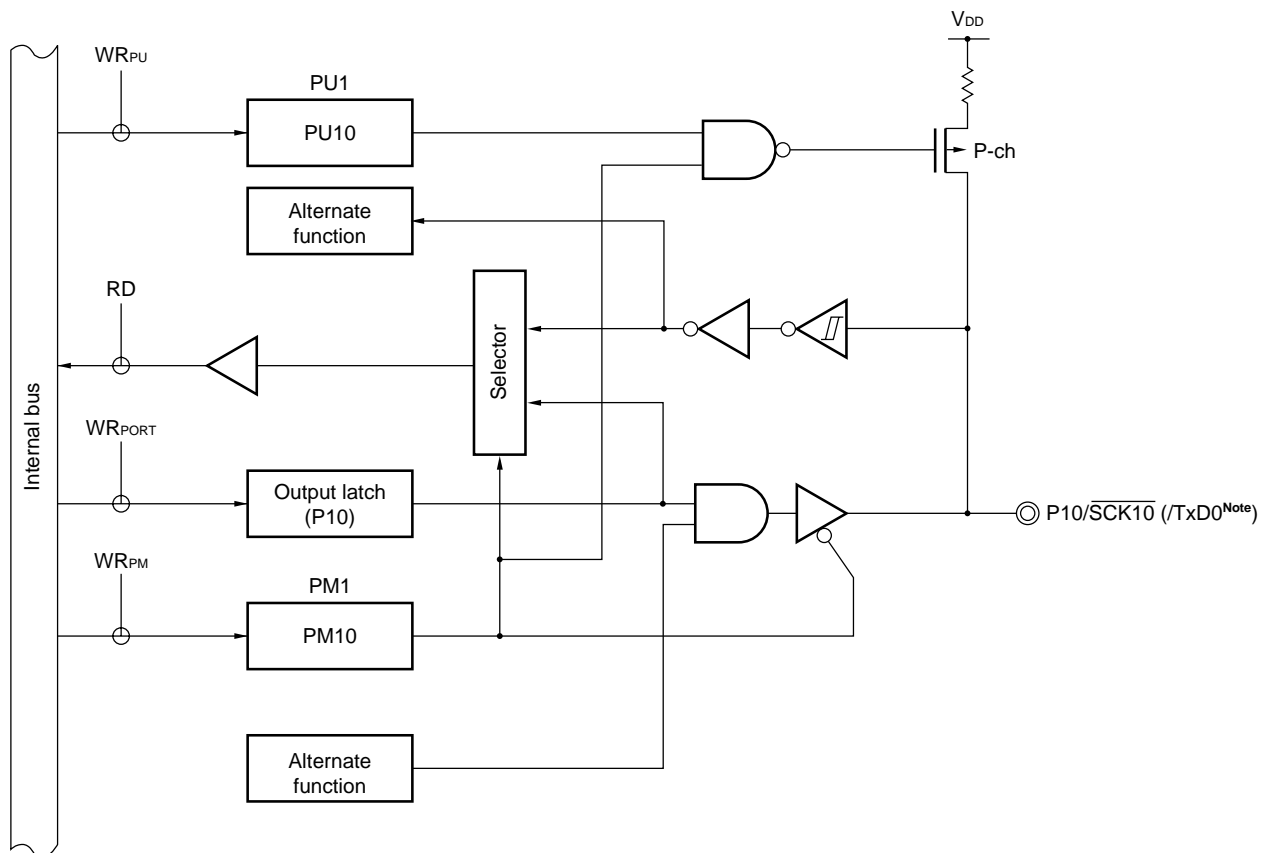 VDD
WRPU
PU1
PU10
P-ch
Alternate
function
RD
Selector
Internal bus
WRPORT
Output latch
(P10)
P10/SCK10 (/TxD0Note)
WRPM
PM1
PM10
Alternate
function